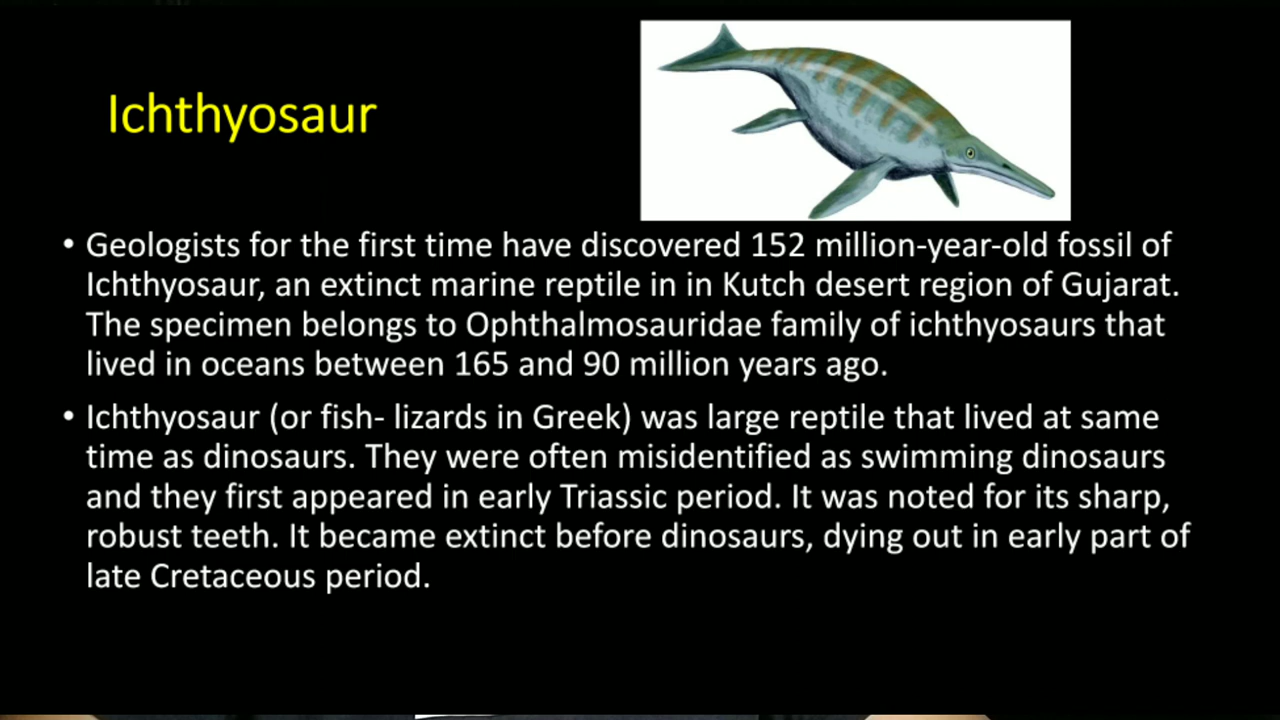 Ichthyosaur
• Geologists for the first time have discovered 152 million-year-old fossil of
Ichthyosaur, an extinct marine reptile in in Kutch desert region of Gujarat.
The specimen belongs to Ophthalmosauridae family of ichthyosaurs that
lived in oceans between 165 and 90 million years ago.
• Ichthyosaur (or fish- lizards in Greek) was large reptile that lived at same
time as dinosaurs. They were often misidentified as swimming dinosaurs
and they first appeared in early Triassic period. It was noted for its sharp,
robust teeth. It became extinct before dinosaurs, dying out in early part of
late Cretaceous period.